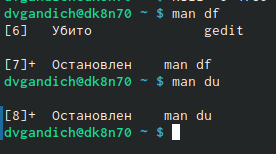 dvgandich@dk8n70 ~ $ man df
[6]   Убито                  gedit

[7]+  Остановлен    man df
dvgandich@dk8n70 ~ $ man du

[8]+  Остановлен    man du
dvgandich@dk8n70 ~ $